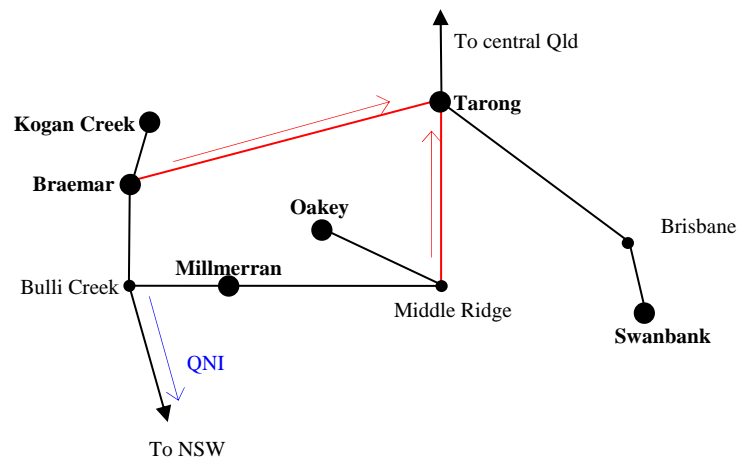 To central Qld
Tarong
Kogan Creek
Braemar
Oakey
Brisbane
Millmerran
Bulli Creek
Middle Ridge
Swanbank
QNI
To NSW